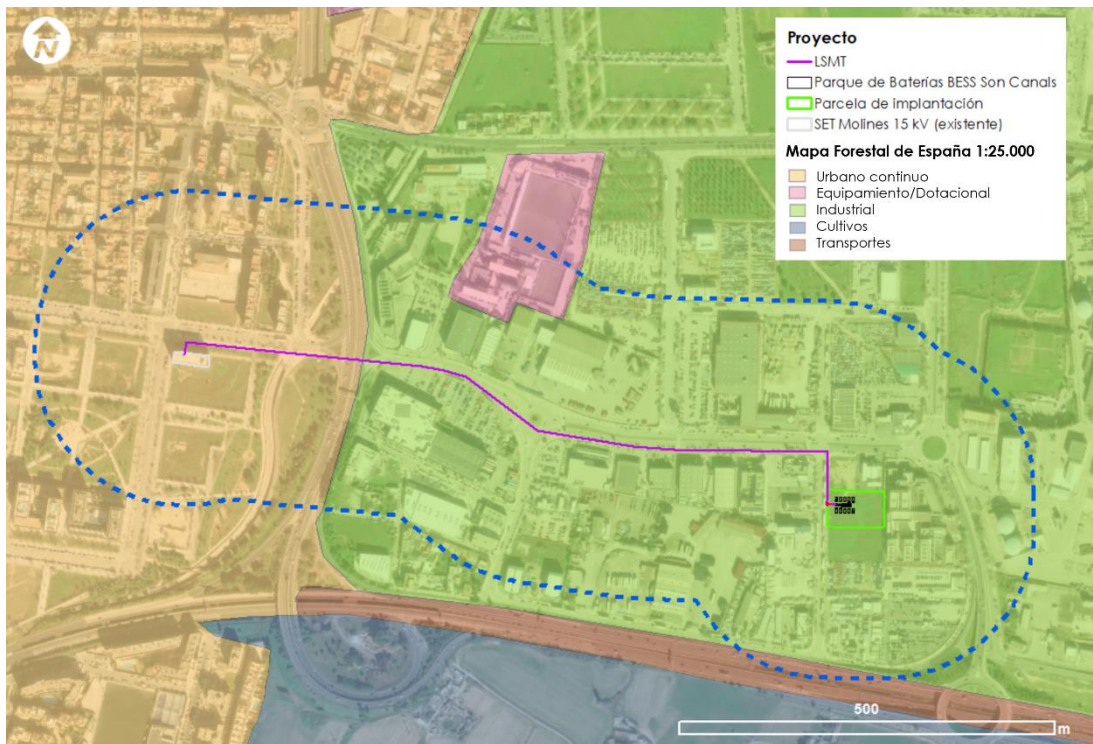 N
Proyecto
LSMT
Parque de Baterías BESS Son Canals
Parcela de implantación
SET Molines 15 kV (existente)
Mapa Forestal de España 1:25.000
Urbano continuo
Equipamiento/Dotacional
Industrial
Cultivos
Transportes
500
m